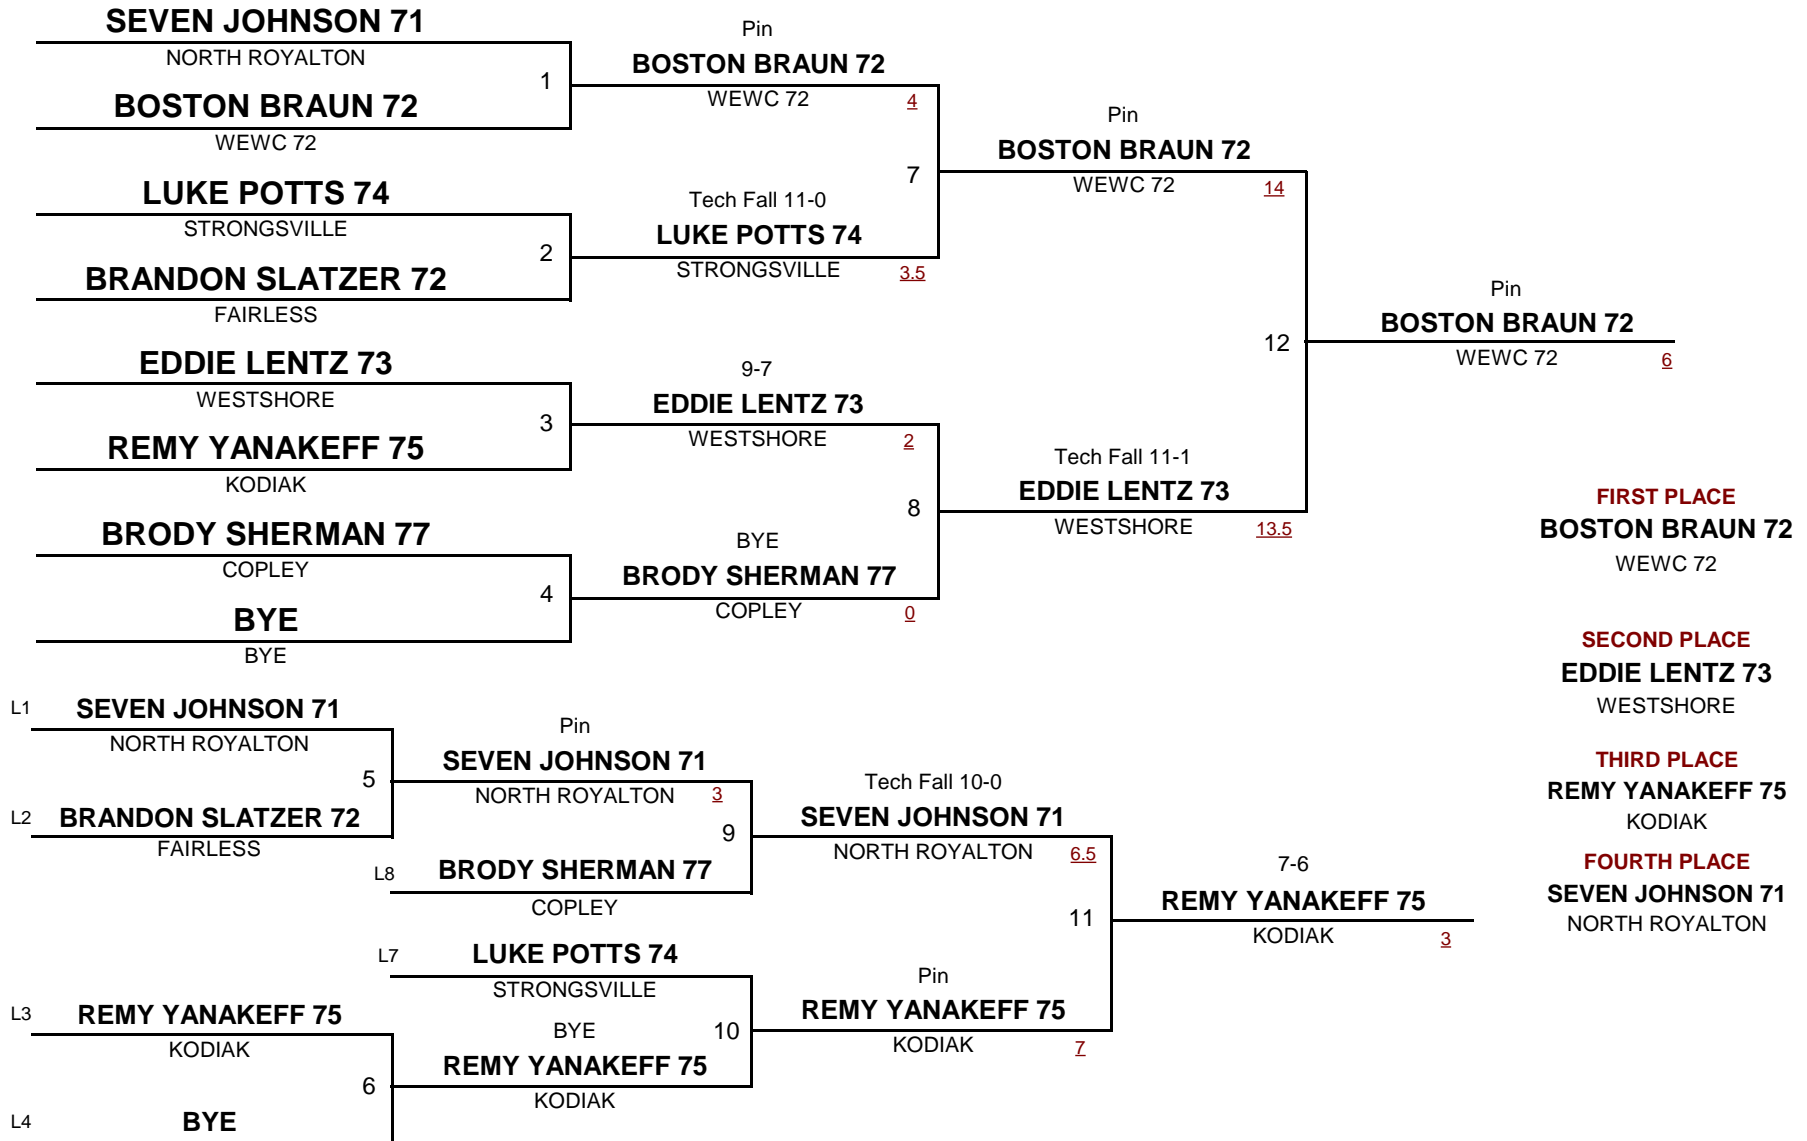 SEVEN JOHNSON 71
NORTH ROYALTON
1
BOSTON BRAUN 72
WEWC 72
Pin
BOSTON BRAUN 72
WEWC 72
4
LUKE POTTS 74
STRONGSVILLE
2
BRANDON SLATZER 72
FAIRLESS
Tech Fall 11-0
LUKE POTTS 74
STRONGSVILLE
3.5
7
Pin
BOSTON BRAUN 72
WEWC 72
14
EDDIE LENTZ 73
WESTSHORE
3
REMY YANAKEFF 75
KODIAK
9-7
EDDIE LENTZ 73
WESTSHORE
2
BRODY SHERMAN 77
COPLEY
4
BYE
BYE
BYE
BRODY SHERMAN 77
COPLEY
0
8
Tech Fall 11-1
EDDIE LENTZ 73
WESTSHORE
13.5
12
Pin
BOSTON BRAUN 72
WEWC 72
6
FIRST PLACE
BOSTON BRAUN 72
WEWC 72
SECOND PLACE
EDDIE LENTZ 73
WESTSHORE
THIRD PLACE
REMY YANAKEFF 75
KODIAK
FOURTH PLACE
SEVEN JOHNSON 71
NORTH ROYALTON
L1
SEVEN JOHNSON 71
NORTH ROYALTON
5
L2
BRANDON SLATZER 72
FAIRLESS
Pin
SEVEN JOHNSON 71
NORTH ROYALTON
3
9
L8
BRODY SHERMAN 77
COPLEY
Tech Fall 10-0
SEVEN JOHNSON 71
NORTH ROYALTON
6.5
11
7-6
REMY YANAKEFF 75
KODIAK
3
L7
LUKE POTTS 74
STRONGSVILLE
L3
REMY YANAKEFF 75
KODIAK
6
L4
BYE
BYE
REMY YANAKEFF 75
KODIAK
10
Pin
REMY YANAKEFF 75
KODIAK
7